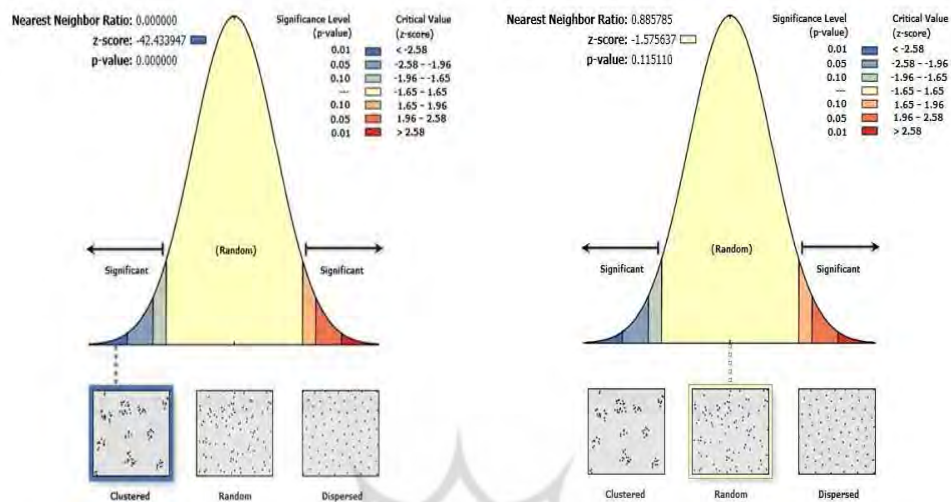 Nearest Neighbor Ratio: 0.000000
z-score: -42.433947
p-value: 0.000000
Significance Level
(p-value)
Critical Value
(z-score)
0.01 < -2.58
0.05 -2.58 – -1.96
0.10 -1.96 – -1.65
— -1.65 – 1.65
0.10 1.65 – 1.96
0.05 1.96 – 2.58
0.01 > 2.58
(Random)
Significant
Significant
Clustered
Random
Dispersed
Nearest Neighbor Ratio: 0.885785
z-score: -1.575637
p-value: 0.115110
Significance Level
(p-value)
Critical Value
(z-score)
0.01 < -2.58
0.05 -2.58 – -1.96
0.10 -1.96 – -1.65
— -1.65 – 1.65
0.10 1.65 – 1.96
0.05 1.96 – 2.58
0.01 > 2.58
(Random)
Significant
Significant
Clustered
Random
Dispersed